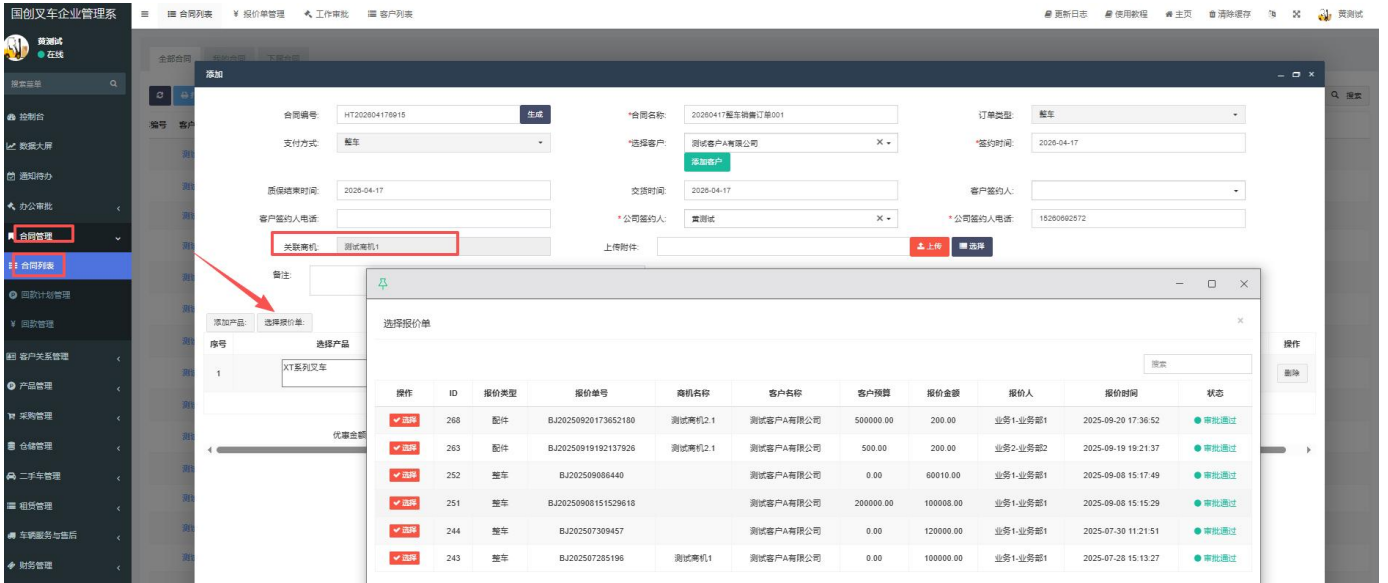 国创叉车企业管理系 合同列表 ¥ 报价单管理 工作审批 客户列表 更新日志 使用教程 主页 清除缓存 黄测试
黄测试
在线
搜索菜单
控制台
数据大屏
通知待办
办公审批
合同管理
合同列表
回款计划管理
¥ 回款管理
客户关系管理
产品管理
采购管理
仓储管理
二手车管理
租赁管理
车辆服务与售后
财务管理
全部合同
搜索
添加
合同编号: HT202604176915 生成 *合同名称: 20260417整车销售订单001 订单类型: 整车
支付方式: 整车 *选择客户: 测试客户A有限公司 *签约时间: 2026-04-17
添加客户
质保结束时间: 2026-04-17 交货时间: 2026-04-17 客户签约人:
客户签约人电话: *公司签约人: 黄测试 *公司签约人电话: 15260692572
关联商机: 测试商机1 上传附件: 上传 选择
备注:
添加产品: 选择报价单:
序号 选择产品 操作
1 XT系列叉车 删除
优惠金额
选择报价单 ×
搜索
操作 ID 报价类型 报价单号 商机名称 客户名称 客户预算 报价金额 报价人 报价时间 状态
选择 268 配件 BJ20250920173652180 测试商机2.1 测试客户A有限公司 500000.00 200.00 业务1-业务部1 2025-09-20 17:36:52 审批通过
选择 263 配件 BJ20250919192137926 测试商机2.1 测试客户A有限公司 500.00 200.00 业务2-业务部2 2025-09-19 19:21:37 审批通过
选择 252 整车 BJ202509086440 测试客户A有限公司 0.00 60010.00 业务1-业务部1 2025-09-08 15:17:49 审批通过
选择 251 整车 BJ20250908151529618 测试客户A有限公司 200000.00 100008.00 业务1-业务部1 2025-09-08 15:15:29 审批通过
选择 244 整车 BJ202507309457 测试客户A有限公司 0.00 120000.00 业务1-业务部1 2025-07-30 11:21:51 审批通过
选择 243 整车 BJ202507285196 测试商机1 测试客户A有限公司 0.00 100000.00 业务1-业务部1 2025-07-28 15:13:27 审批通过